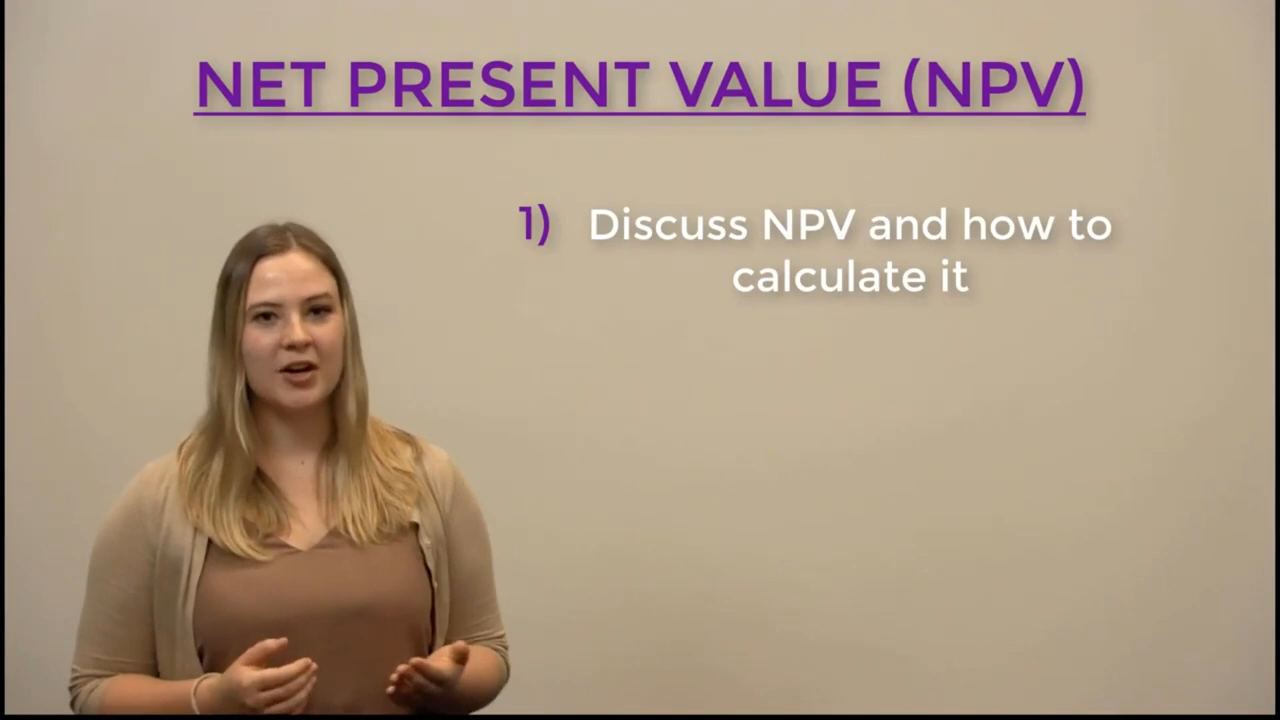 NET PRESENT VALUE (NPV)
1) Discuss NPV and how to
calculate it